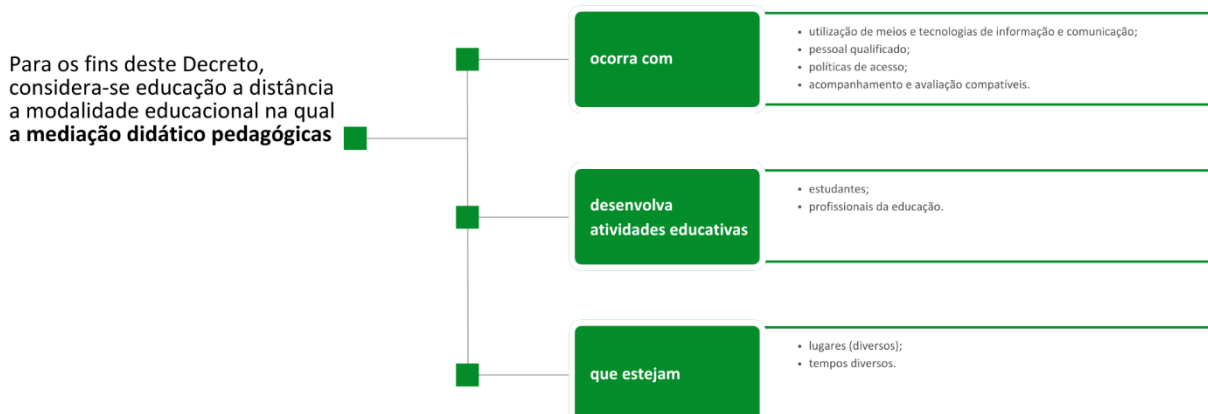 Para os fins deste Decreto,
considera-se educação a distância
a modalidade educacional na qual
a mediação didático pedagógicas
ocorra com
• utilização de meios e tecnologias de informação e comunicação;
• pessoal qualificado;
• políticas de acesso;
• acompanhamento e avaliação compatíveis.
desenvolva
atividades educativas
• estudantes;
• profissionais da educação.
que estejam
• lugares (diversos);
• tempos diversos.